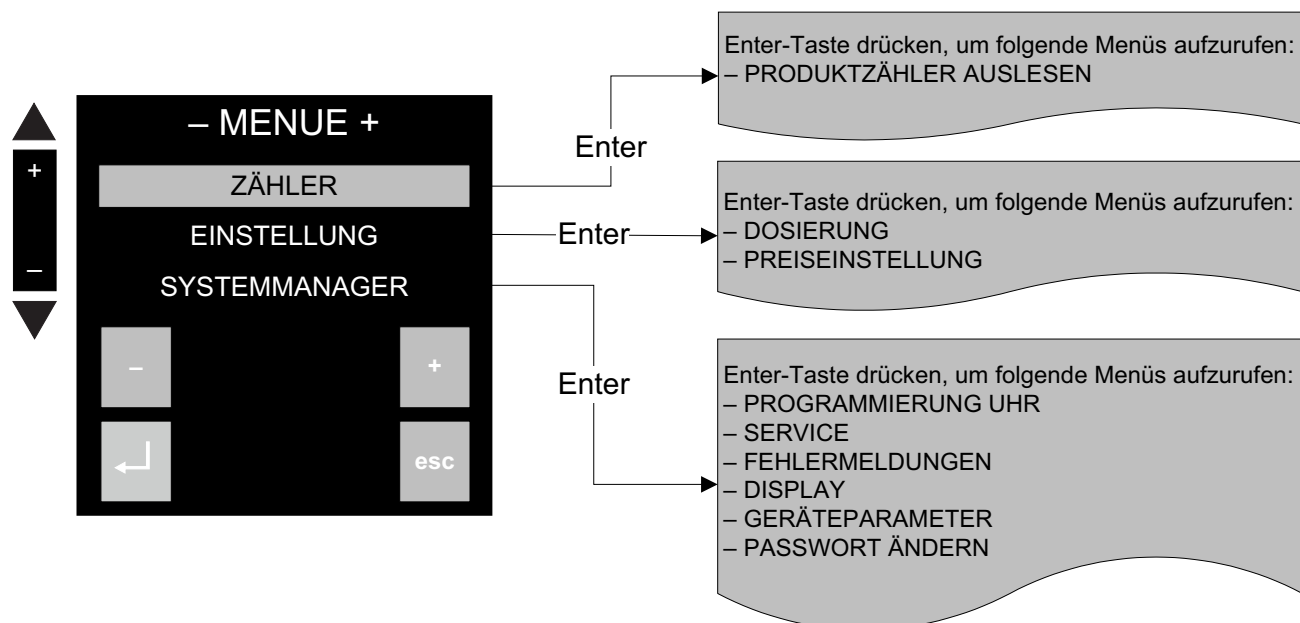 – MENUE +
ZÄHLER
EINSTELLUNG
SYSTEMMANAGER
+
–
–
+
esc
Enter
Enter
Enter
Enter-Taste drücken, um folgende Menüs aufzurufen:
– PRODUKTZÄHLER AUSLESEN
Enter-Taste drücken, um folgende Menüs aufzurufen:
– DOSIERUNG
– PREISEINSTELLUNG
Enter-Taste drücken, um folgende Menüs aufzurufen:
– PROGRAMMIERUNG UHR
– SERVICE
– FEHLERMELDUNGEN
– DISPLAY
– GERÄTEPARAMETER
– PASSWORT ÄNDERN